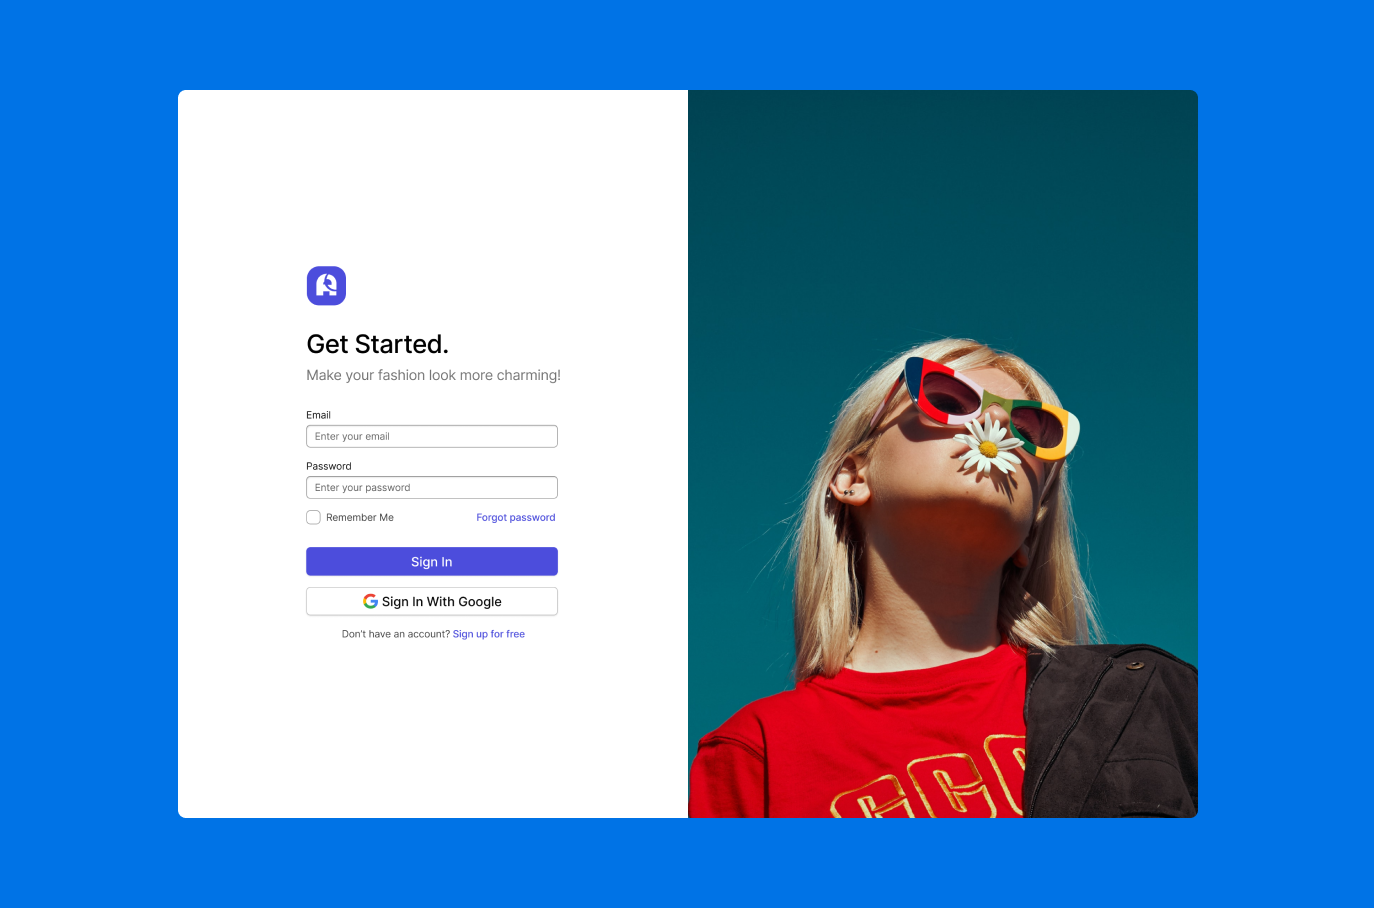 Get Started.
Make your fashion look more charming!
Email
Enter your email
Password
Enter your password
Remember Me
Forgot password
Sign In
Sign In With Google
Don't have an account? Sign up for free